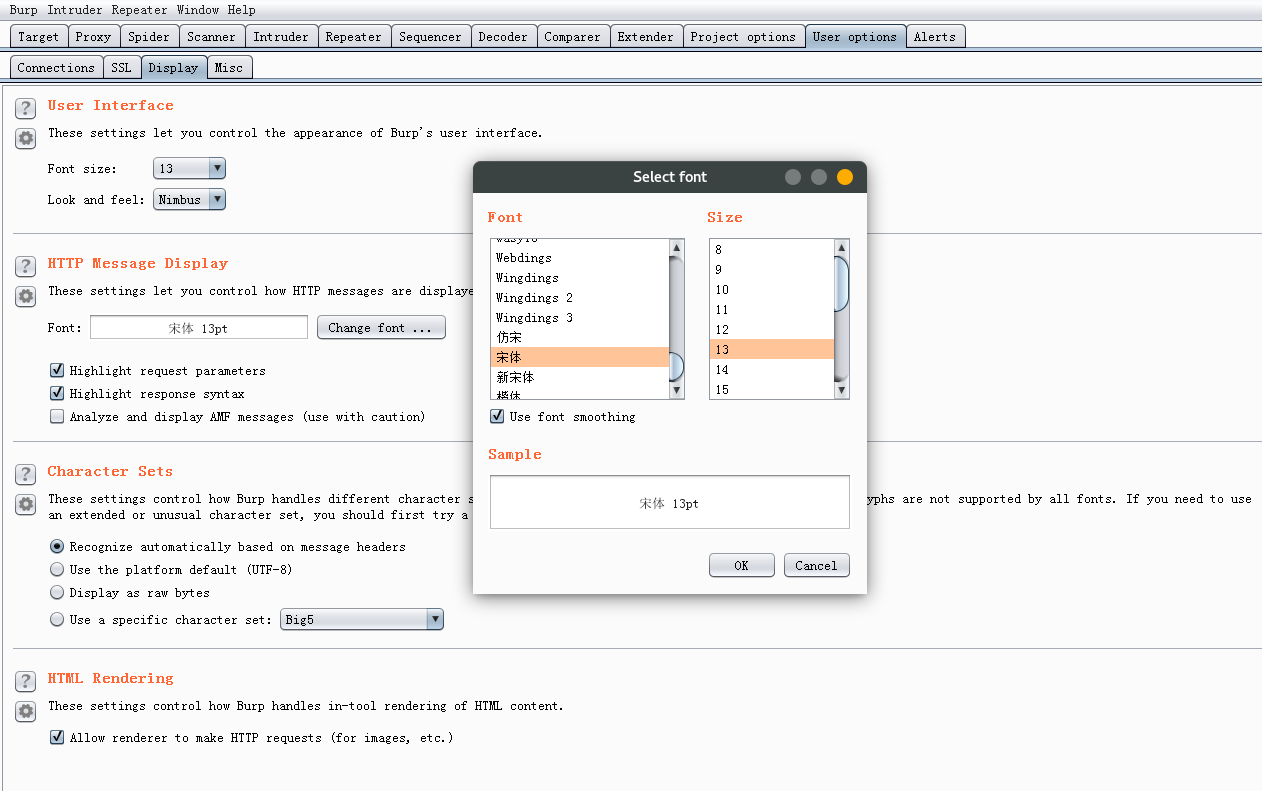 Burp Intruder Repeater Window Help
Target Proxy Spider Scanner Intruder Repeater Sequencer Decoder Comparer Extender Project options User options Alerts
Connections SSL Display Misc
? User Interface
These settings let you control the appearance of Burp's user interface.
Font size: 13
Look and feel: Nimbus
? HTTP Message Display
These settings let you control how HTTP messages are displaye
Font: 宋体 13pt Change font ...
Highlight request parameters
Highlight response syntax
Analyze and display AMF messages (use with caution)
? Character Sets
These settings control how Burp handles different character s
yphs are not supported by all fonts. If you need to use
an extended or unusual character set, you should first try a
Recognize automatically based on message headers
Use the platform default (UTF-8)
Display as raw bytes
Use a specific character set: Big5
? HTML Rendering
These settings control how Burp handles in-tool rendering of HTML content.
Allow renderer to make HTTP requests (for images, etc.)
Select font
Font
Webdings
Wingdings
Wingdings 2
Wingdings 3
仿宋
宋体
新宋体
楷体
Size
8
9
10
11
12
13
14
15
Use font smoothing
Sample
宋体 13pt
OK Cancel